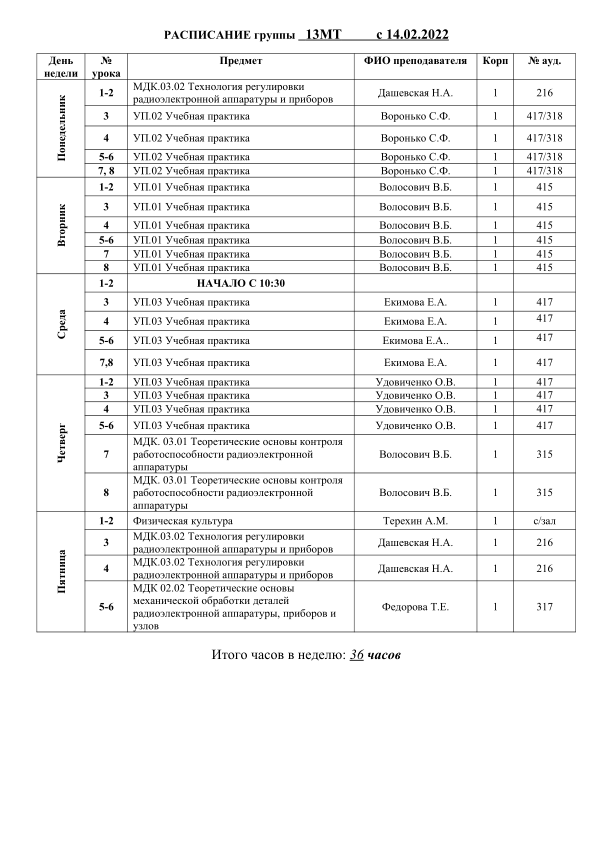 РАСПИСАНИЕ группы 13МТ с 14.02.2022
День недели № урока Предмет ФИО преподавателя Корп № ауд.
Понедельник
1-2 МДК.03.02 Технология регулировки
радиоэлектронной аппаратуры и приборов Дашевская Н.А. 1 216
3 УП.02 Учебная практика Воронько С.Ф. 1 417/318
4 УП.02 Учебная практика Воронько С.Ф. 1 417/318
5-6 УП.02 Учебная практика Воронько С.Ф. 1 417/318
7, 8 УП.02 Учебная практика Воронько С.Ф. 1 417/318
Вторник
1-2 УП.01 Учебная практика Волосович В.Б. 1 415
3 УП.01 Учебная практика Волосович В.Б. 1 415
4 УП.01 Учебная практика Волосович В.Б. 1 415
5-6 УП.01 Учебная практика Волосович В.Б. 1 415
7 УП.01 Учебная практика Волосович В.Б. 1 415
8 УП.01 Учебная практика Волосович В.Б. 1 415
Среда
1-2 НАЧАЛО С 10:30
3 УП.03 Учебная практика Екимова Е.А. 1 417
4 УП.03 Учебная практика Екимова Е.А. 1 417
5-6 УП.03 Учебная практика Екимова Е.А.. 1 417
7,8 УП.03 Учебная практика Екимова Е.А. 1 417
Четверг
1-2 УП.03 Учебная практика Удовиченко О.В. 1 417
3 УП.03 Учебная практика Удовиченко О.В. 1 417
4 УП.03 Учебная практика Удовиченко О.В. 1 417
5-6 УП.03 Учебная практика Удовиченко О.В. 1 417
7 МДК. 03.01 Теоретические основы контроля
работоспособности радиоэлектронной
аппаратуры Волосович В.Б. 1 315
8 МДК. 03.01 Теоретические основы контроля
работоспособности радиоэлектронной
аппаратуры Волосович В.Б. 1 315
Пятница
1-2 Физическая культура Терехин А.М. 1 с/зал
3 МДК.03.02 Технология регулировки
радиоэлектронной аппаратуры и приборов Дашевская Н.А. 1 216
4 МДК.03.02 Технология регулировки
радиоэлектронной аппаратуры и приборов Дашевская Н.А. 1 216
5-6 МДК 02.02 Теоретические основы
механической обработки деталей
радиоэлектронной аппаратуры, приборов и
узлов Федорова Т.Е. 1 317
Итого часов в неделю: 36 часов